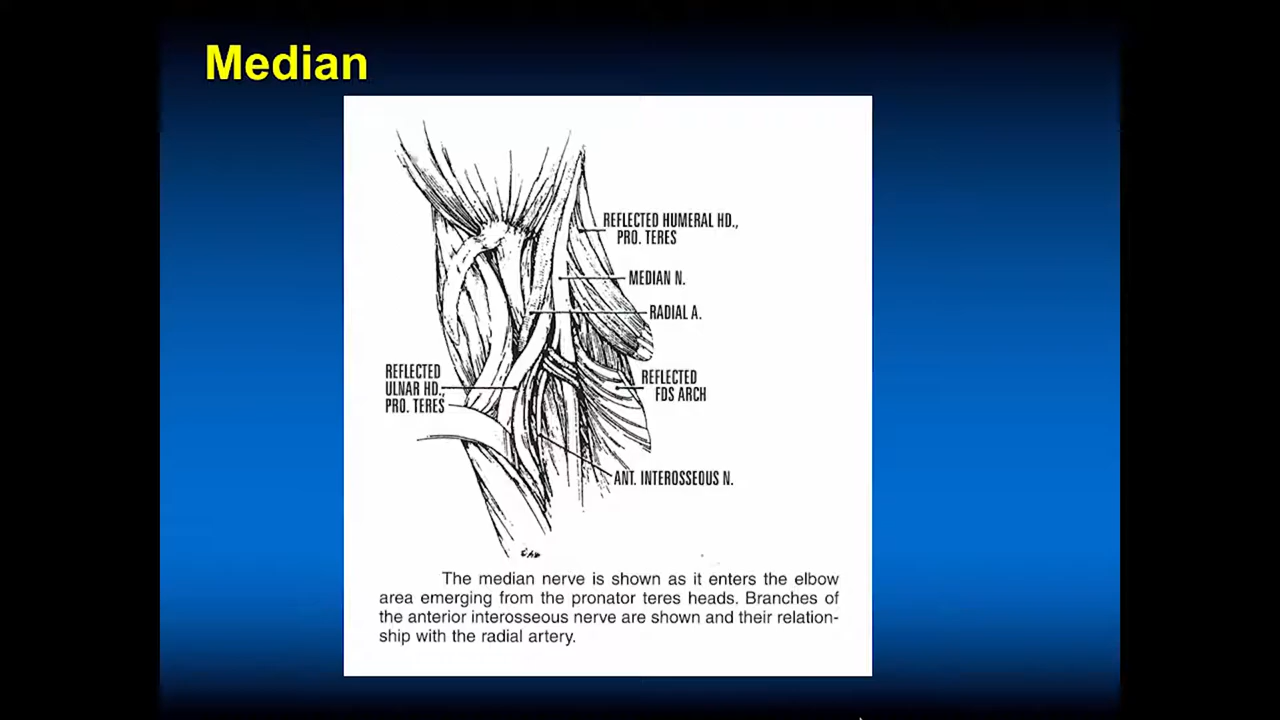 Median
REFLECTED HUMERAL HD.,
PRO. TERES
MEDIAN N.
RADIAL A.
REFLECTED
ULNAR HD.,
PRO. TERES
REFLECTED
FDS ARCH
ANT. INTEROSSEOUS N.
The median nerve is shown as it enters the elbow
area emerging from the pronator teres heads. Branches of
the anterior interosseous nerve are shown and their relation-
ship with the radial artery.